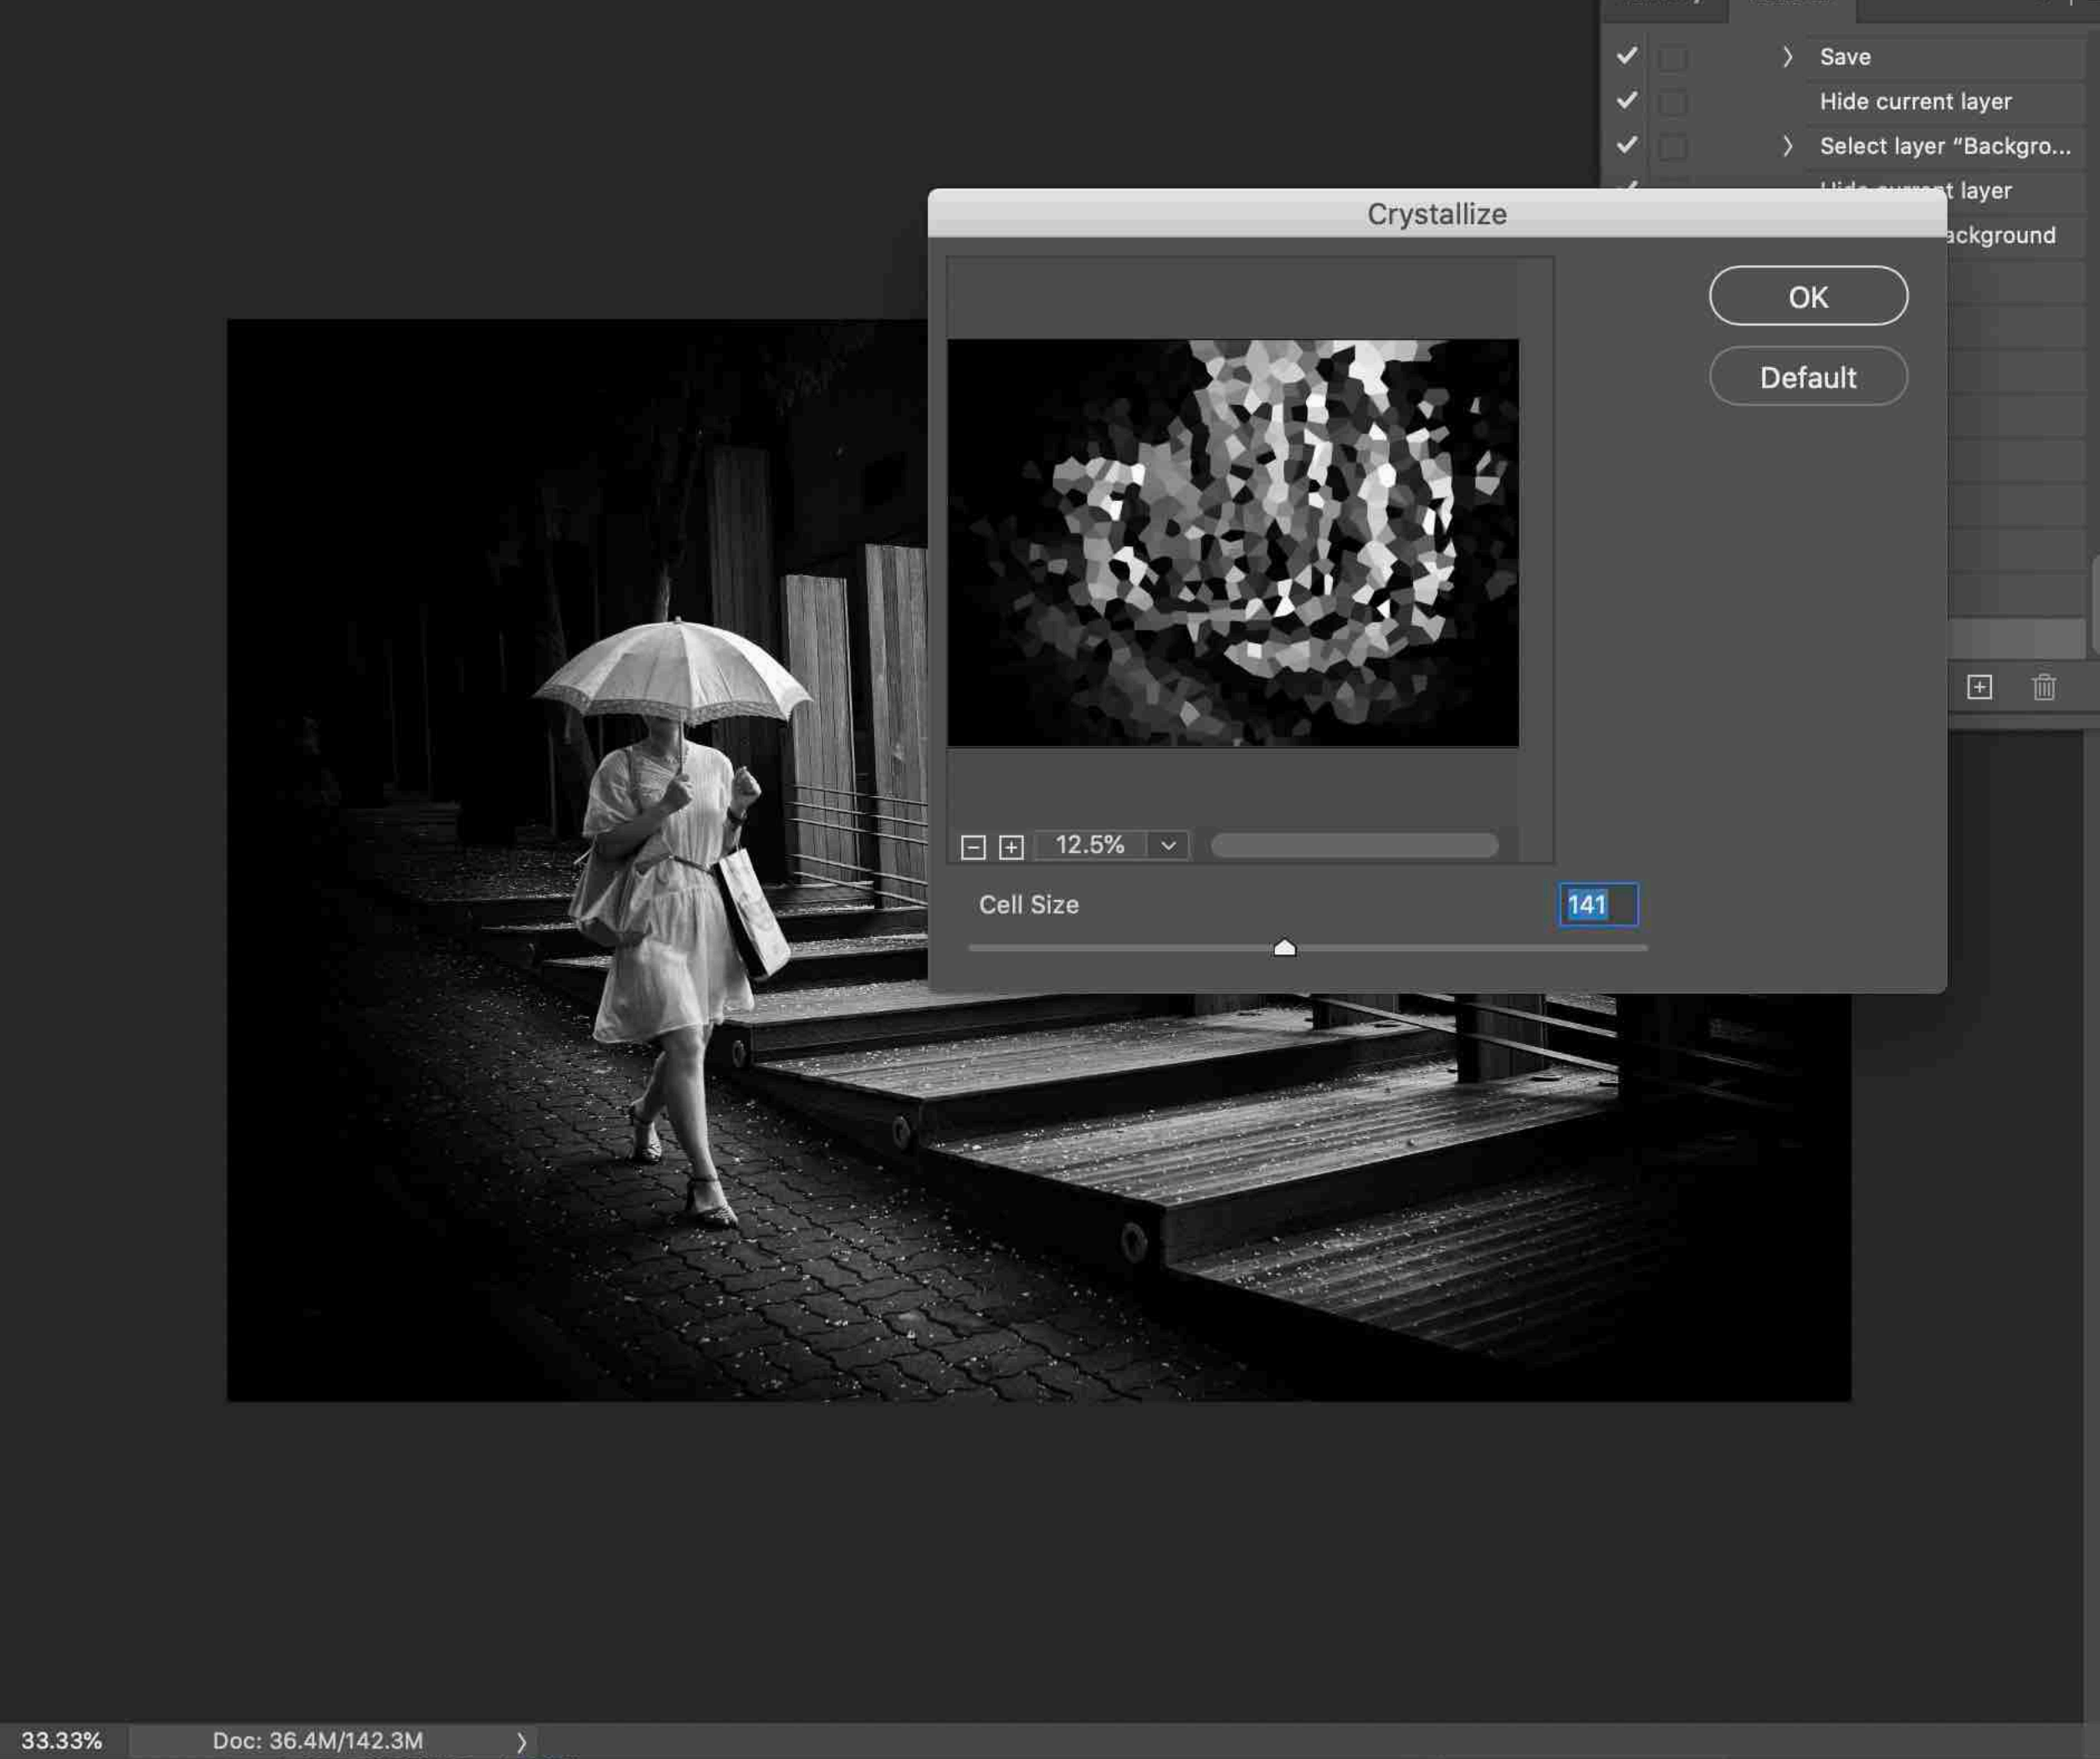 Save
Hide current layer
Select layer “Backgro...
layer
Crystallize
ackground
OK
Default
12.5%
Cell Size
141
33.33%
Doc: 36.4M/142.3M